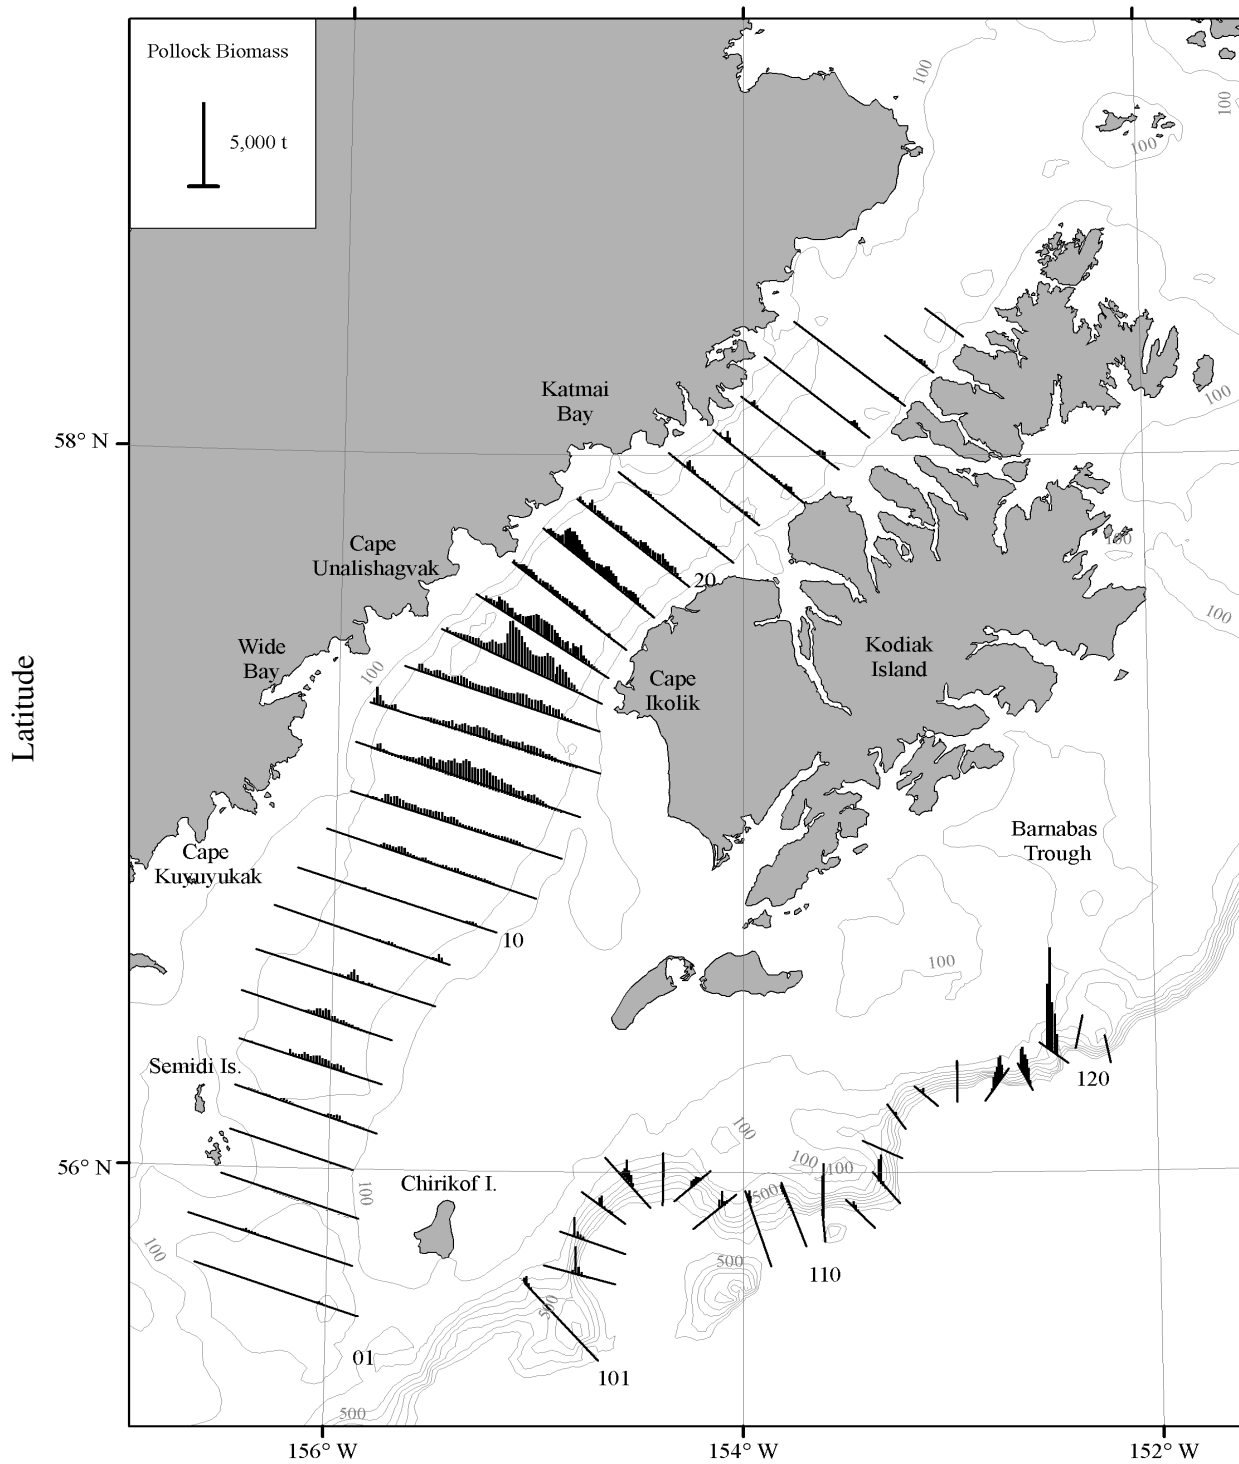 Pollock Biomass
5,000 t
100
100
100
Katmai
Bay
100
58° N
Cape
Unalishagvak
100
20
100
Wide
Bay
100
Kodiak
Island
Cape
Ikolik
Latitude
Barnabas
Trough
Cape
Kuyuyukak
10
100
Semidi Is.
120
100
56° N
100
400
100
Chirikof I.
500
100
500
110
500
01
101
500
156° W
154° W
152° W